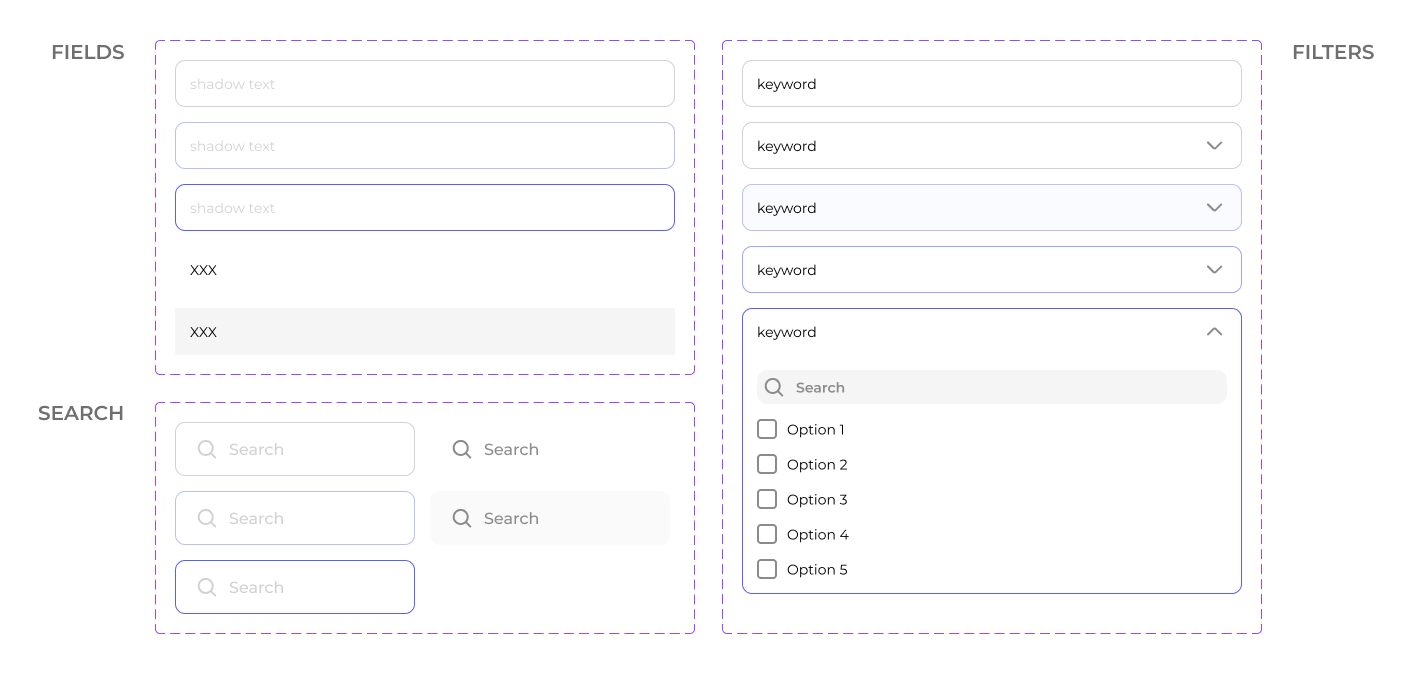 FIELDS
shadow text
shadow text
shadow text
XXX
XXX
SEARCH
Search
Search
Search
Search
Search
FILTERS
keyword
keyword
keyword
keyword
keyword
Search
Option 1
Option 2
Option 3
Option 4
Option 5